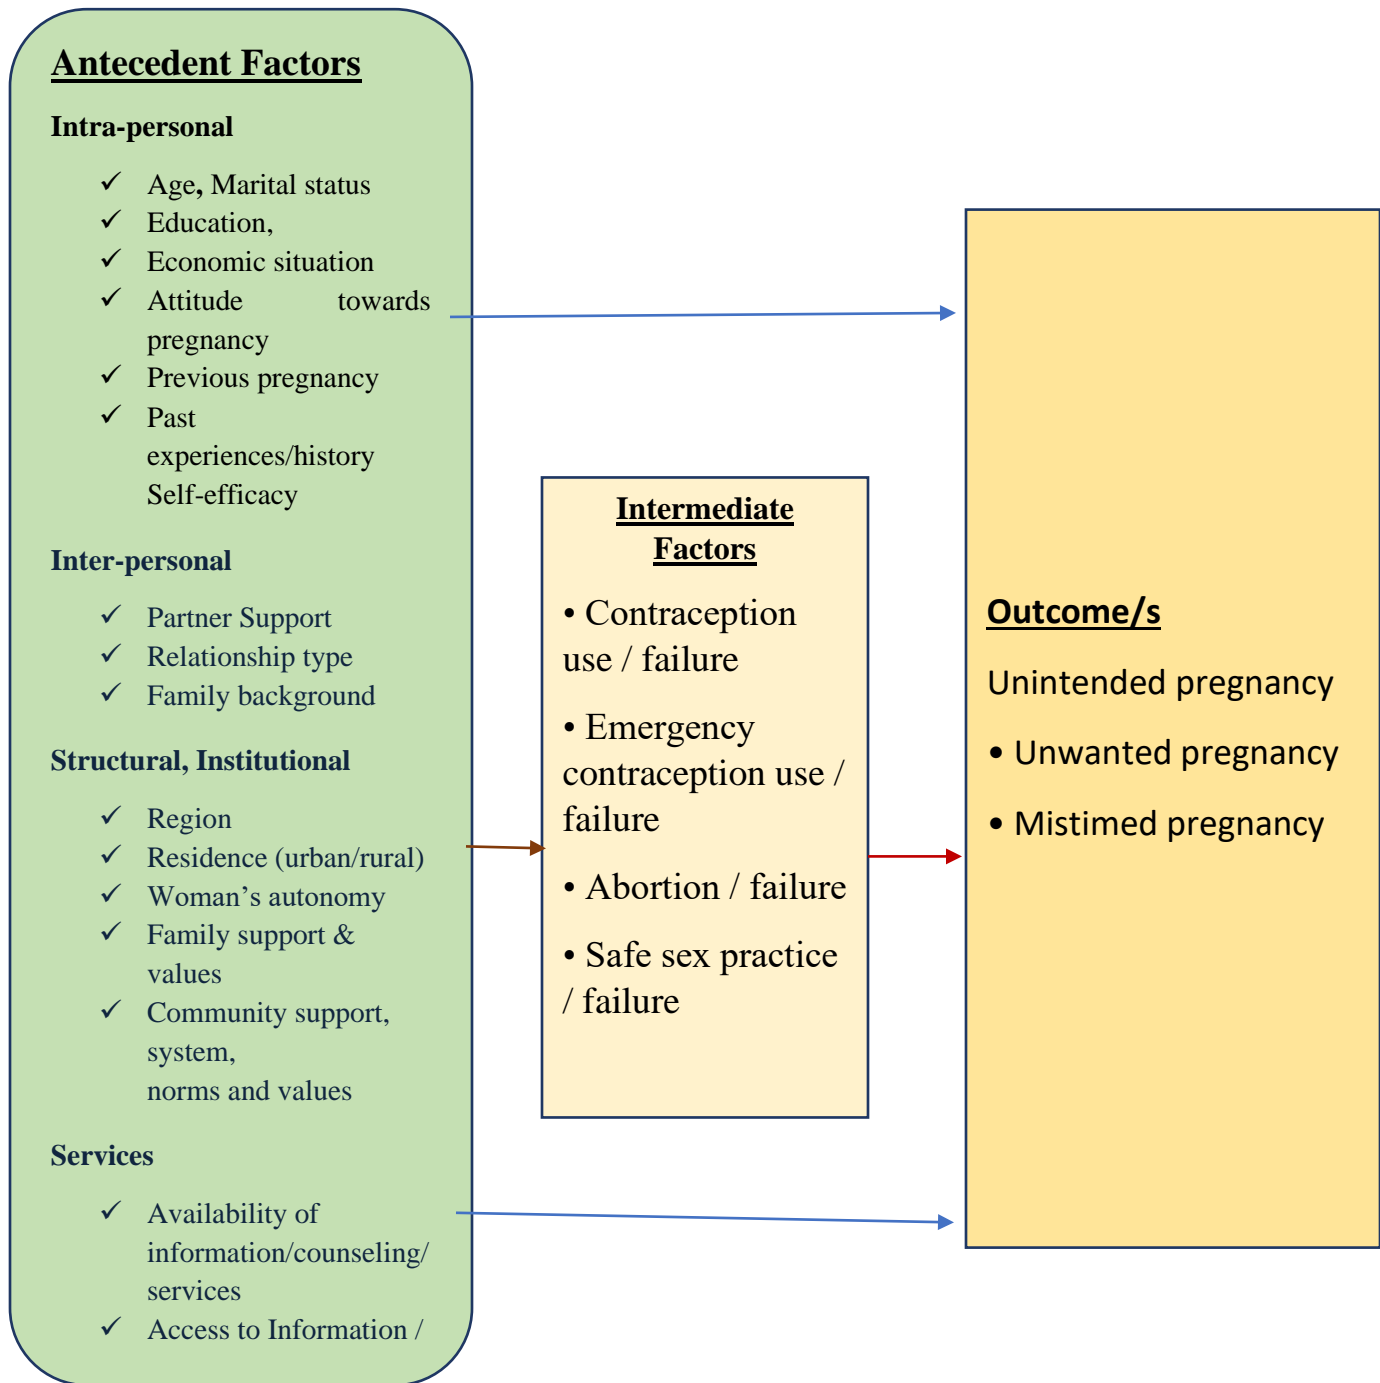 Antecedent Factors
Intra-personal
✓ Age, Marital status
✓ Education,
✓ Economic situation
✓ Attitude towards
pregnancy
✓ Previous pregnancy
✓ Past
experiences/history
Self-efficacy
Inter-personal
✓ Partner Support
✓ Relationship type
✓ Family background
Structural, Institutional
✓ Region
✓ Residence (urban/rural)
✓ Woman’s autonomy
✓ Family support &
values
✓ Community support,
system,
norms and values
Services
✓ Availability of
information/counseling/
services
✓ Access to Information /
Intermediate
Factors
• Contraception
use / failure
• Emergency
contraception use /
failure
• Abortion / failure
• Safe sex practice
/ failure
Outcome/s
Unintended pregnancy
• Unwanted pregnancy
• Mistimed pregnancy